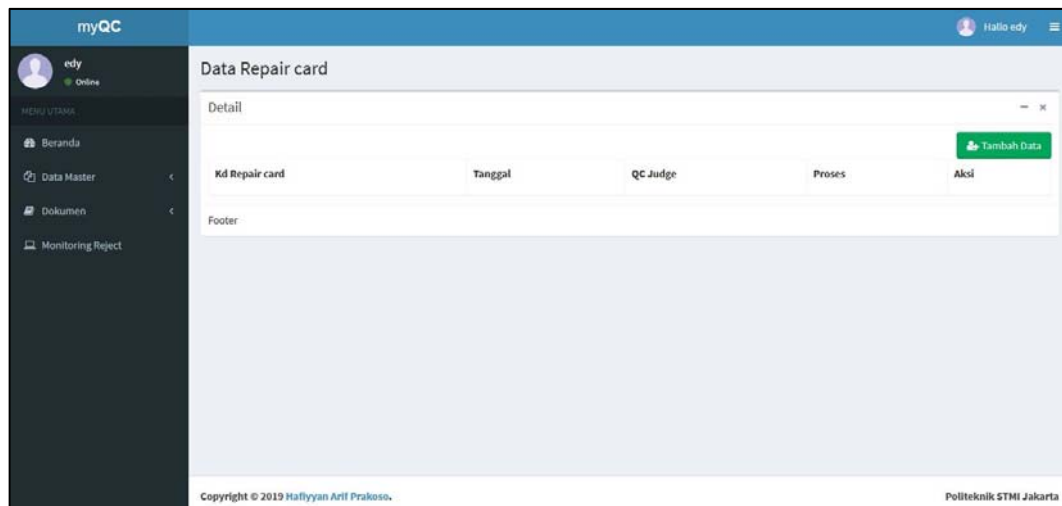 myQC
Hallo edy
edy
Online
MENU UTAMA
Beranda
Data Master
Dokumen
Monitoring Reject
Data Repair card
Detail
Tambah Data
Kd Repair card Tanggal QC Judge Proses Aksi
Footer
Copyright © 2019 Hafiyyan Arif Prakoso.
Politeknik STMI Jakarta